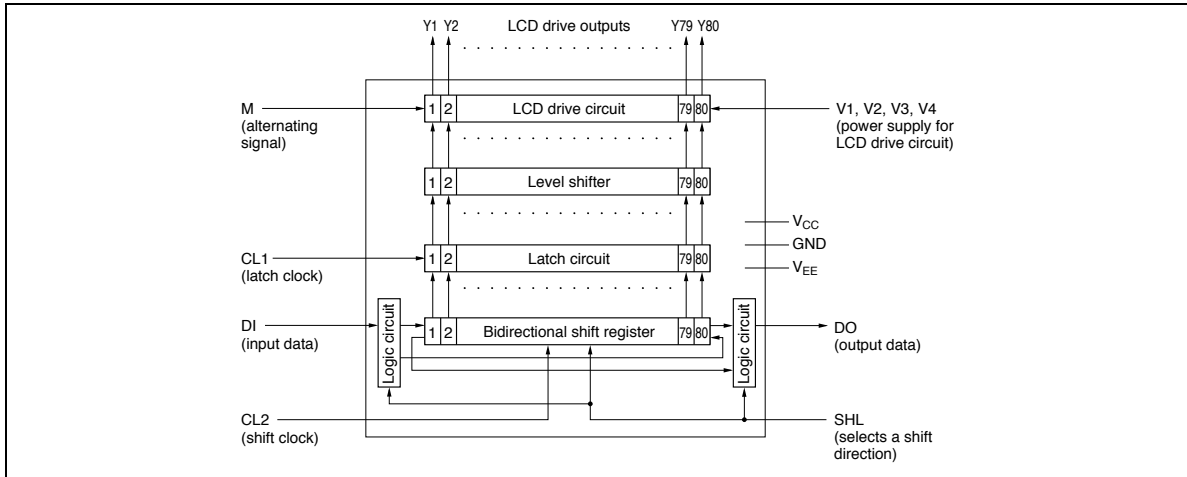 Y1 Y2 LCD drive outputs Y79 Y80
M
(alternating
signal)
1 2 LCD drive circuit 79 80
V1, V2, V3, V4
(power supply for
LCD drive circuit)
1 2 Level shifter 79 80
VCC
GND
VEE
CL1
(latch clock)
1 2 Latch circuit 79 80
DI
(input data)
Logic circuit
1 2 Bidirectional shift register 79 80
Logic circuit
DO
(output data)
CL2
(shift clock)
SHL
(selects a shift
direction)